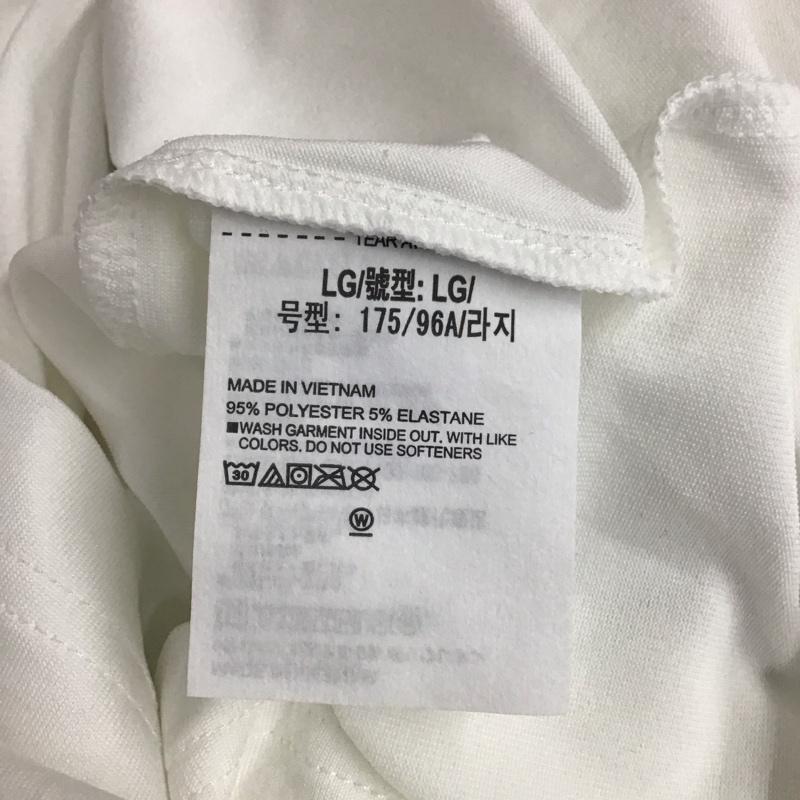 TEAR
LG/號型: LG/
号型: 175/96A/라지
MADE IN VIETNAM
95% POLYESTER 5% ELASTANE
■WASH GARMENT INSIDE OUT. WITH LIKE
COLORS. DO NOT USE SOFTENERS
30
W